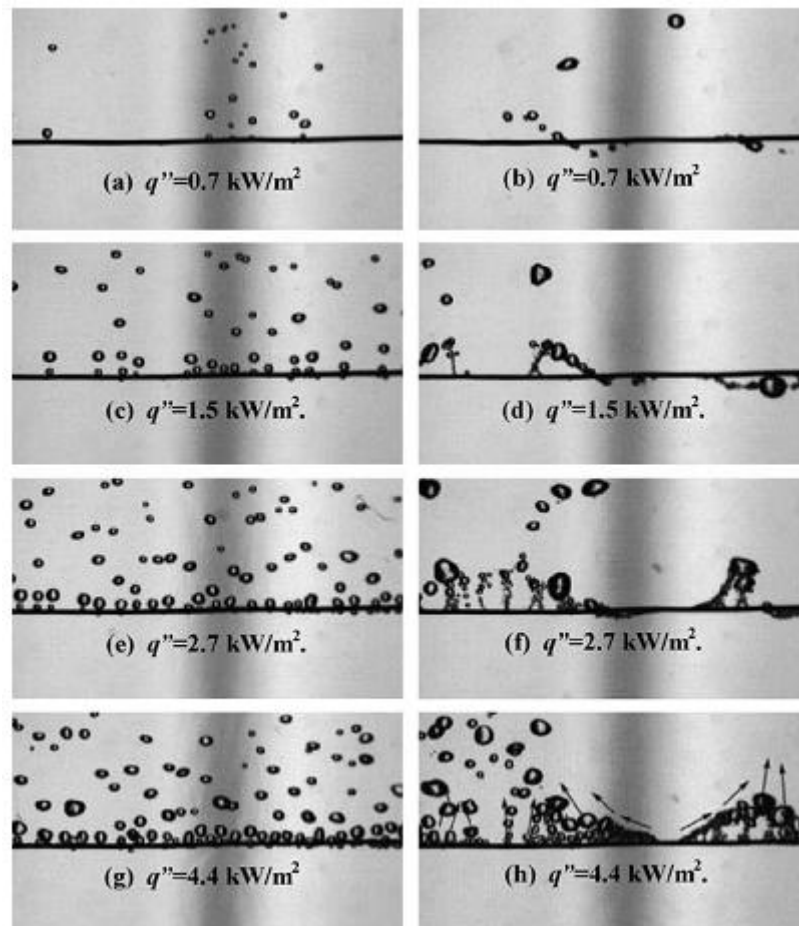 (a) q”=0.7 kW/m²
(b) q”=0.7 kW/m²
(c) q”=1.5 kW/m².
(d) q”=1.5 kW/m².
(e) q”=2.7 kW/m².
(f) q”=2.7 kW/m².
(g) q”=4.4 kW/m²
(h) q”=4.4 kW/m².